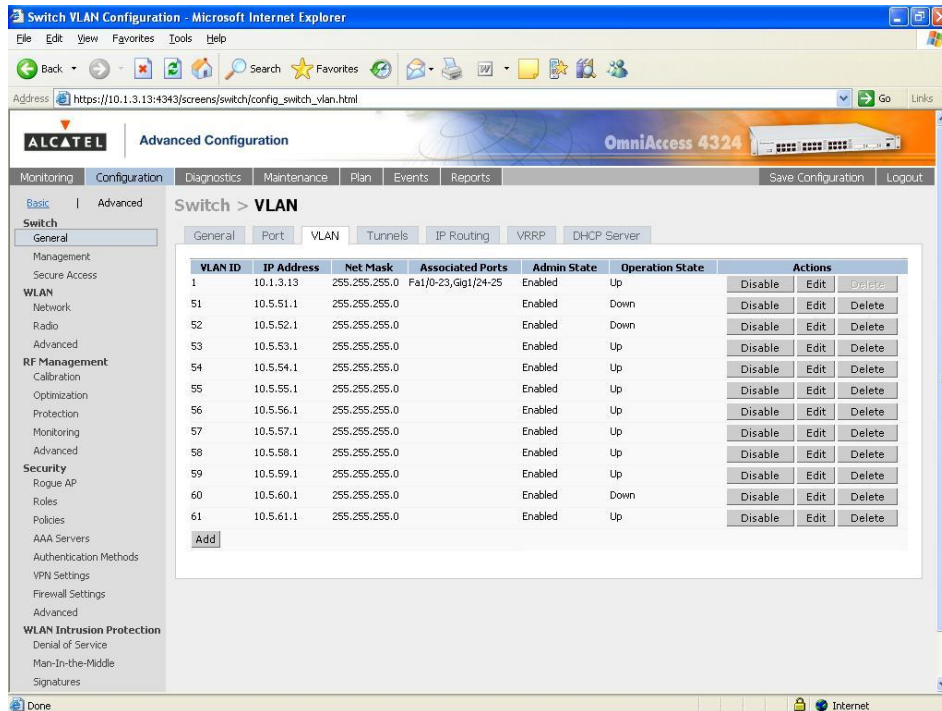 Switch VLAN Configuration - Microsoft Internet Explorer
File Edit View Favorites Tools Help
Back Search Favorites
Address https://10.1.3.13:4343/screens/switch/config_switch_vlan.html Go Links
ALCATEL Advanced Configuration OmniAccess 4324
Monitoring Configuration Diagnostics Maintenance Plan Events Reports Save Configuration Logout
Basic | Advanced
Switch
General
Management
Secure Access
WLAN
Network
Radio
Advanced
RF Management
Calibration
Optimization
Protection
Monitoring
Advanced
Security
Rogue AP
Roles
Policies
AAA Servers
Authentication Methods
VPN Settings
Firewall Settings
Advanced
WLAN Intrusion Protection
Denial of Service
Man-In-the-Middle
Signatures
Switch > VLAN
General Port VLAN Tunnels IP Routing VRRP DHCP Server
VLAN ID IP Address Net Mask Associated Ports Admin State Operation State Actions
1 10.1.3.13 255.255.255.0 Fa1/0-23,Gig1/24-25 Enabled Up Disable Edit Delete
51 10.5.51.1 255.255.255.0 Enabled Down Disable Edit Delete
52 10.5.52.1 255.255.255.0 Enabled Down Disable Edit Delete
53 10.5.53.1 255.255.255.0 Enabled Up Disable Edit Delete
54 10.5.54.1 255.255.255.0 Enabled Up Disable Edit Delete
55 10.5.55.1 255.255.255.0 Enabled Up Disable Edit Delete
56 10.5.56.1 255.255.255.0 Enabled Up Disable Edit Delete
57 10.5.57.1 255.255.255.0 Enabled Up Disable Edit Delete
58 10.5.58.1 255.255.255.0 Enabled Up Disable Edit Delete
59 10.5.59.1 255.255.255.0 Enabled Up Disable Edit Delete
60 10.5.60.1 255.255.255.0 Enabled Down Disable Edit Delete
61 10.5.61.1 255.255.255.0 Enabled Up Disable Edit Delete
Add
Done Internet